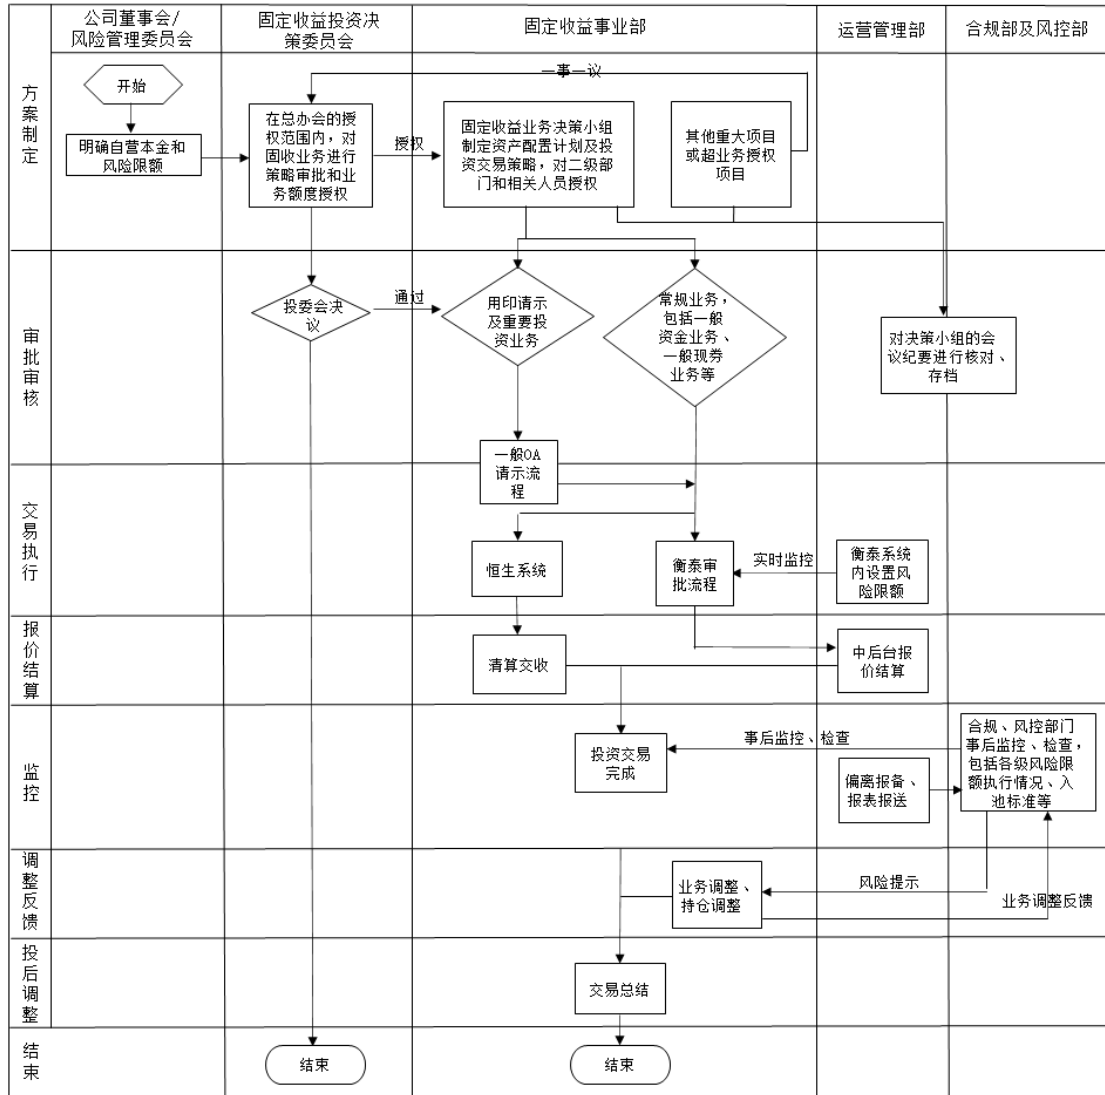 公司董事会/
风险管理委员会
固定收益投资决
策委员会
固定收益事业部
运营管理部
合规部及风控部
方案制定
开始
明确自营本金和
风险限额
在总办会的授
权范围内，对
固收业务进行
策略审批和业
务额度授权
授权
一事一议
固定收益业务决策小组
制定资产配置计划及投
资交易策略，对二级部
门和相关人员授权
其他重大项目
或超业务授权
项目
审批审核
投委会决
议
通过
用印请示
及重要投
资业务
常规业务，
包括一般
资金业务、
一般现券
业务等
对决策小组的会
议纪要进行核对、
存档
一般OA
请示流
程
交易执行
恒生系统
衡泰审
批流程
实时监控
衡泰系统
内设置风
险限额
报价结算
清算交收
中后台报
价结算
监控
投资交易
完成
事后监控、检查
偏离报备、
报表报送
合规、风控部门
事后监控、检查，
包括各级风险限
额执行情况、入
池标准等
调整反馈
业务调整、
持仓调整
风险提示
业务调整反馈
投后调整
交易总结
结束
结束
结束